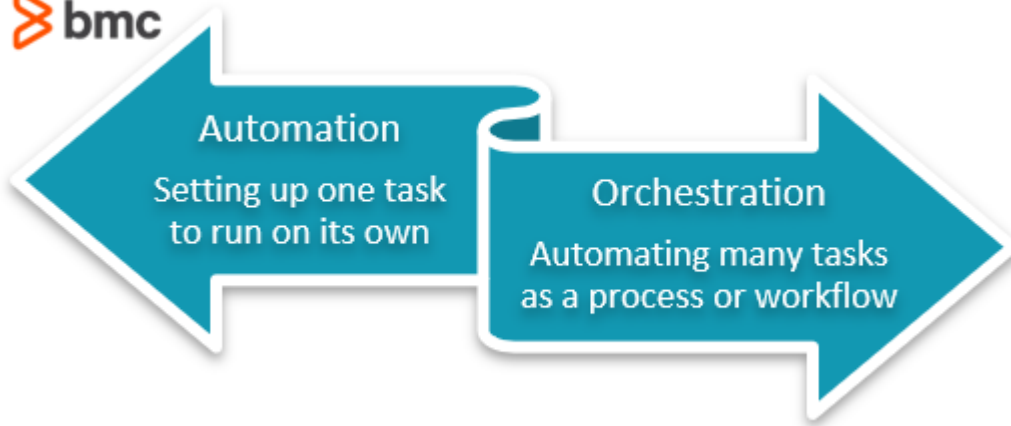 bmc
Automation
Setting up one task
to run on its own
Orchestration
Automating many tasks
as a process or workflow